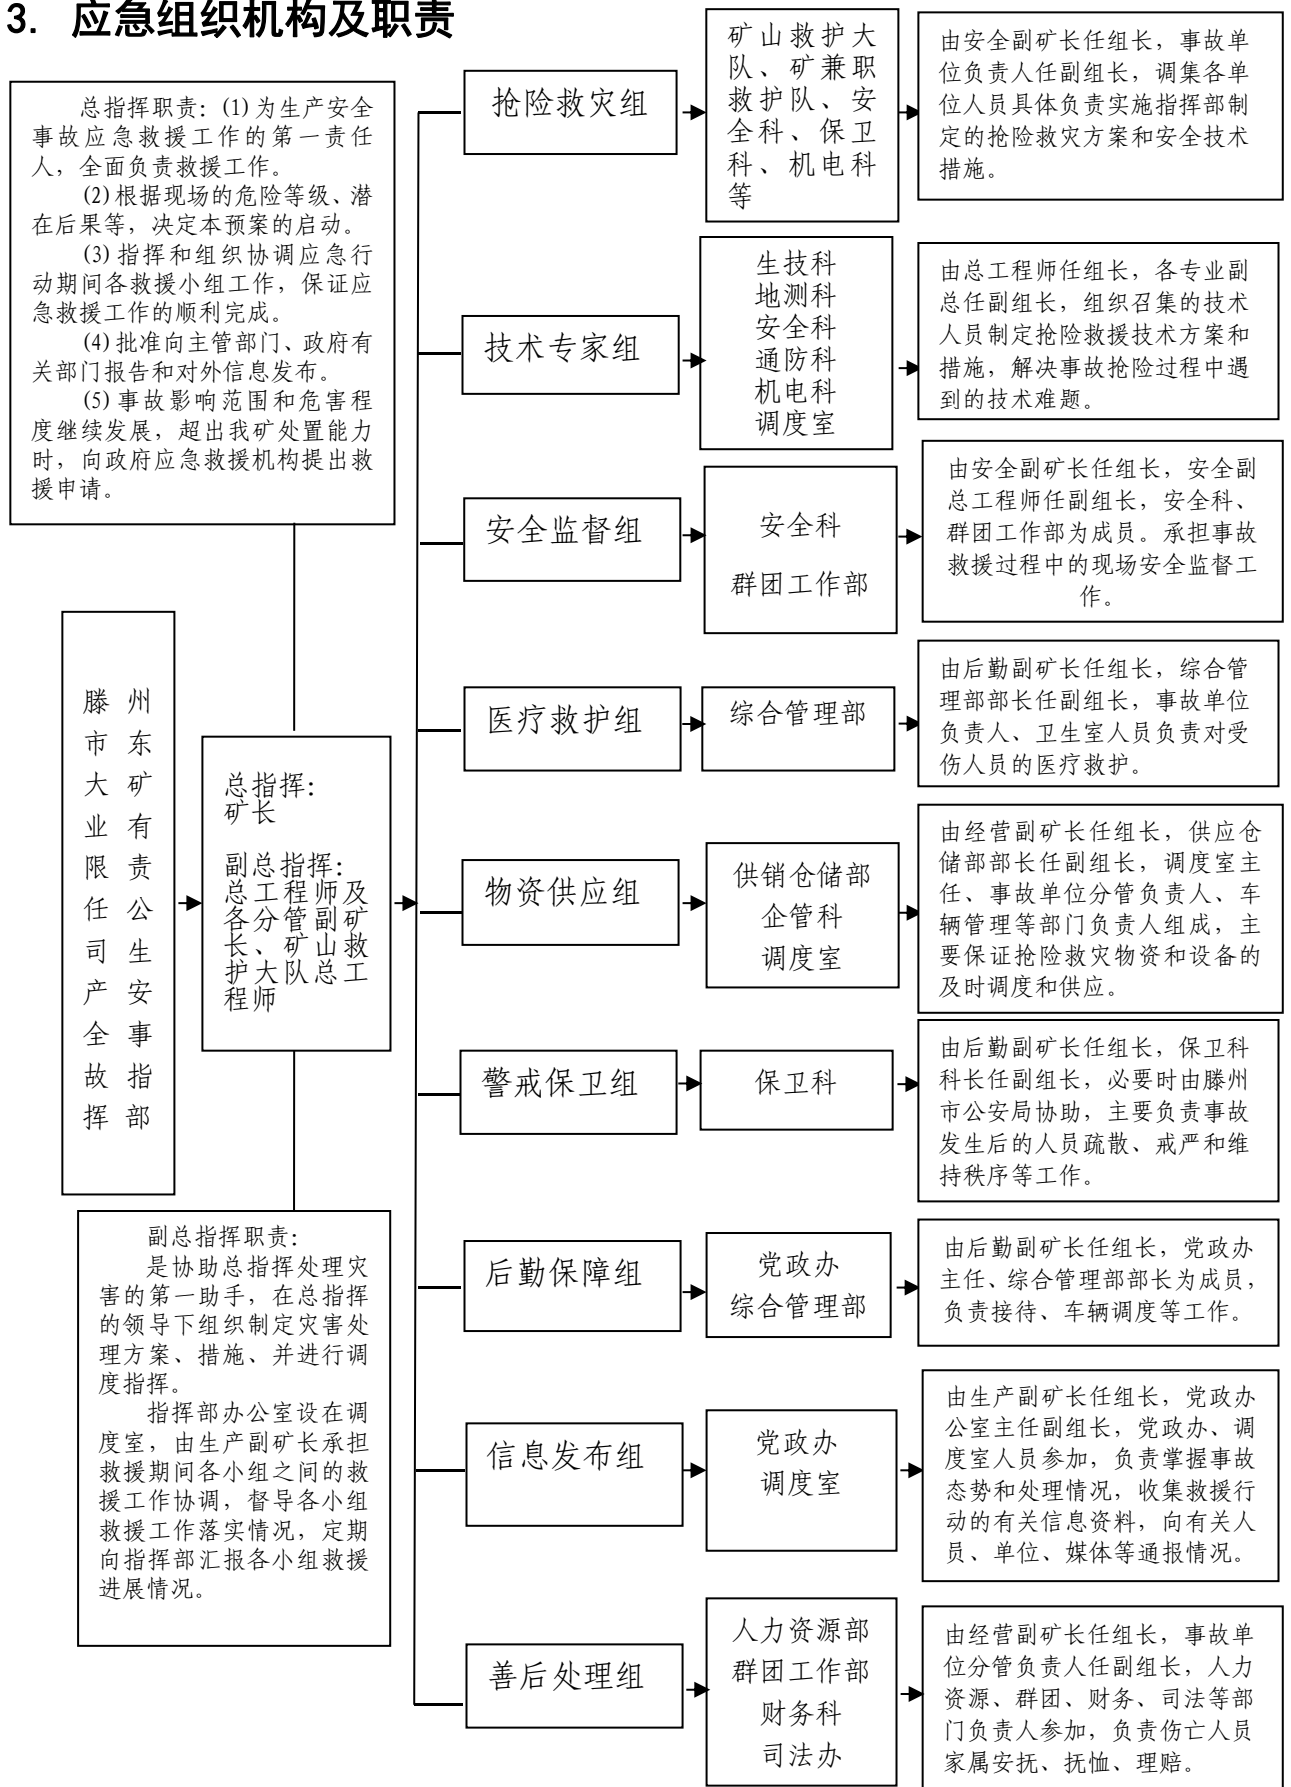 3. 应急组织机构及职责
总指挥职责：(1)为生产安全
事故应急救援工作的第一责任
人，全面负责救援工作。
(2)根据现场的危险等级、潜
在后果等，决定本预案的启动。
(3)指挥和组织协调应急行
动期间各救援小组工作，保证应
急救援工作的顺利完成。
(4)批准向主管部门、政府有
关部门报告和对外信息发布。
(5)事故影响范围和危害程
度继续发展，超出我矿处置能力
时，向政府应急救援机构提出救
援申请。
滕州
市东
大矿
业有
限责
任公
司生
产安
全事
故指
挥部
总指挥：
矿长
副总指挥：
总工程师及
各分管副矿
长、矿山救
护大队总工
程师
副总指挥职责：
是协助总指挥处理灾
害的第一助手，在总指挥
的领导下组织制定灾害处
理方案、措施、并进行调
度指挥。
指挥部办公室设在调
度室，由生产副矿长承担
救援期间各小组之间的救
援工作协调，督导各小组
救援工作落实情况，定期
向指挥部汇报各小组救援
进展情况。
抢险救灾组
矿山救护大
队、矿兼职
救护队、安
全科、保卫
科、机电科
等
由安全副矿长任组长，事故单
位负责人任副组长，调集各单
位人员具体负责实施指挥部制
定的抢险救灾方案和安全技术
措施。
技术专家组
生技科
地测科
安全科
通防科
机电科
调度室
由总工程师任组长，各专业副
总任副组长，组织召集的技术
人员制定抢险救援技术方案和
措施，解决事故抢险过程中遇
到的技术难题。
安全监督组
安全科
群团工作部
由安全副矿长任组长，安全副
总工程师任副组长，安全科、
群团工作部为成员。承担事故
救援过程中的现场安全监督工
作。
医疗救护组
综合管理部
由后勤副矿长任组长，综合管
理部部长任副组长，事故单位
负责人、卫生室人员负责对受
伤人员的医疗救护。
物资供应组
供销仓储部
企管科
调度室
由经营副矿长任组长，供应仓
储部部长任副组长，调度室主
任、事故单位分管负责人、车
辆管理等部门负责人组成，主
要保证抢险救灾物资和设备的
及时调度和供应。
警戒保卫组
保卫科
由后勤副矿长任组长，保卫科
科长任副组长，必要时由滕州
市公安局协助，主要负责事故
发生后的人员疏散、戒严和维
持秩序等工作。
后勤保障组
党政办
综合管理部
由后勤副矿长任组长，党政办
主任、综合管理部部长为成员，
负责接待、车辆调度等工作。
信息发布组
党政办
调度室
由生产副矿长任组长，党政办
公室主任副组长，党政办、调
度室人员参加，负责掌握事故
态势和处理情况，收集救援行
动的有关信息资料，向有关人
员、单位、媒体等通报情况。
善后处理组
人力资源部
群团工作部
财务科
司法办
由经营副矿长任组长，事故单
位分管负责人任副组长，人力
资源、群团、财务、司法等部
门负责人参加，负责伤亡人员
家属安抚、抚恤、理赔。